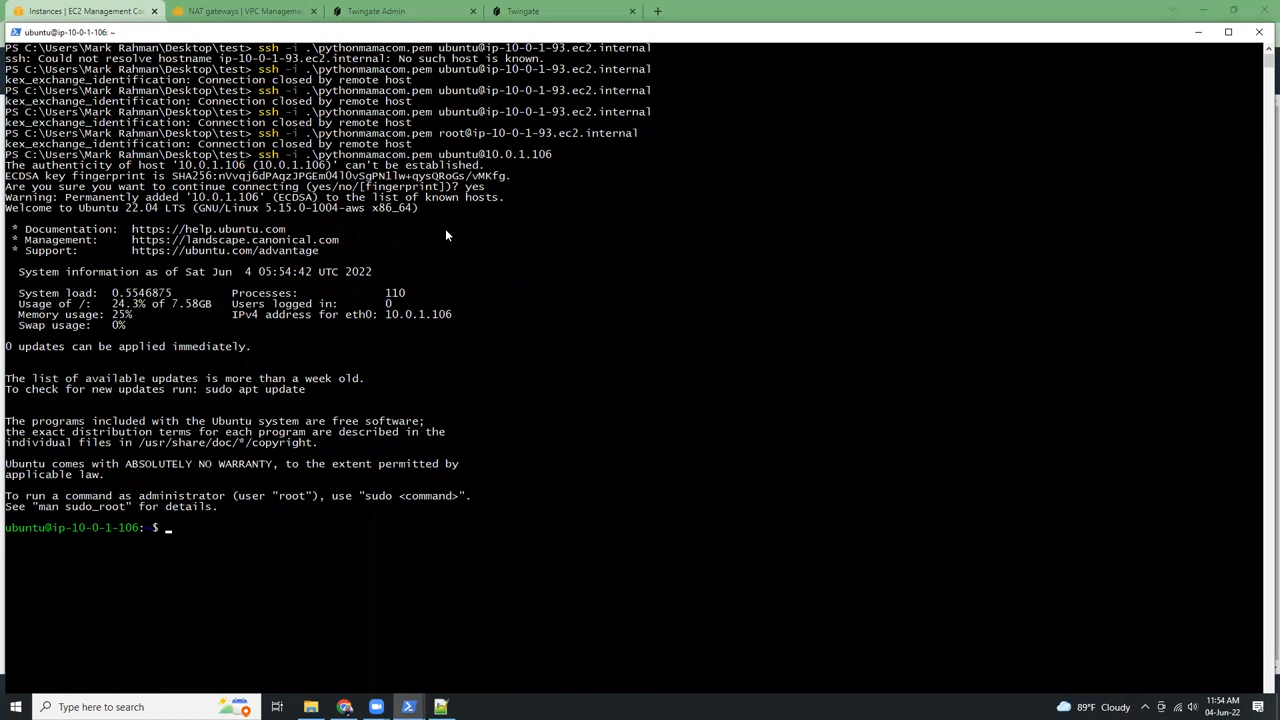 Instances | EC2 Management Co
NAT gateways | VPC Manageme
Twingate Admin
Twingate
ubuntu@ip-10-0-1-106: ~
PS C:\Users\Mark Rahman\Desktop\test> ssh -i .\pythonmamacom.pem ubuntu@ip-10-0-1-93.ec2.internal
ssh: Could not resolve hostname ip-10-0-1-93.ec2.internal: No such host is known.
PS C:\Users\Mark Rahman\Desktop\test> ssh -i .\pythonmamacom.pem ubuntu@ip-10-0-1-93.ec2.internal
kex_exchange_identification: Connection closed by remote host
PS C:\Users\Mark Rahman\Desktop\test> ssh -i .\pythonmamacom.pem ubuntu@ip-10-0-1-93.ec2.internal
kex_exchange_identification: Connection closed by remote host
PS C:\Users\Mark Rahman\Desktop\test> ssh -i .\pythonmamacom.pem ubuntu@ip-10-0-1-93.ec2.internal
kex_exchange_identification: Connection closed by remote host
PS C:\Users\Mark Rahman\Desktop\test> ssh -i .\pythonmamacom.pem root@ip-10-0-1-93.ec2.internal
kex_exchange_identification: Connection closed by remote host
PS C:\Users\Mark Rahman\Desktop\test> ssh -i .\pythonmamacom.pem ubuntu@10.0.1.106
The authenticity of host '10.0.1.106 (10.0.1.106)' can't be established.
ECDSA key fingerprint is SHA256:nVvqj6dPAqzJPGEm04lOvSgPN1lw+qysQRoGs/vMKfg.
Are you sure you want to continue connecting (yes/no/[fingerprint])? yes
Warning: Permanently added '10.0.1.106' (ECDSA) to the list of known hosts.
Welcome to Ubuntu 22.04 LTS (GNU/Linux 5.15.0-1004-aws x86_64)
* Documentation: https://help.ubuntu.com
* Management: https://landscape.canonical.com
* Support: https://ubuntu.com/advantage
System information as of Sat Jun 4 05:54:42 UTC 2022
System load: 0.5546875 Processes: 110
Usage of /: 24.3% of 7.58GB Users logged in: 0
Memory usage: 25% IPv4 address for eth0: 10.0.1.106
Swap usage: 0%
0 updates can be applied immediately.
The list of available updates is more than a week old.
To check for new updates run: sudo apt update
The programs included with the Ubuntu system are free software;
the exact distribution terms for each program are described in the
individual files in /usr/share/doc/*/copyright.
Ubuntu comes with ABSOLUTELY NO WARRANTY, to the extent permitted by
applicable law.
To run a command as administrator (user "root"), use "sudo <command>".
See "man sudo_root" for details.
ubuntu@ip-10-0-1-106:~$ _
Type here to search
89°F Cloudy
11:54 AM
04-Jun-22